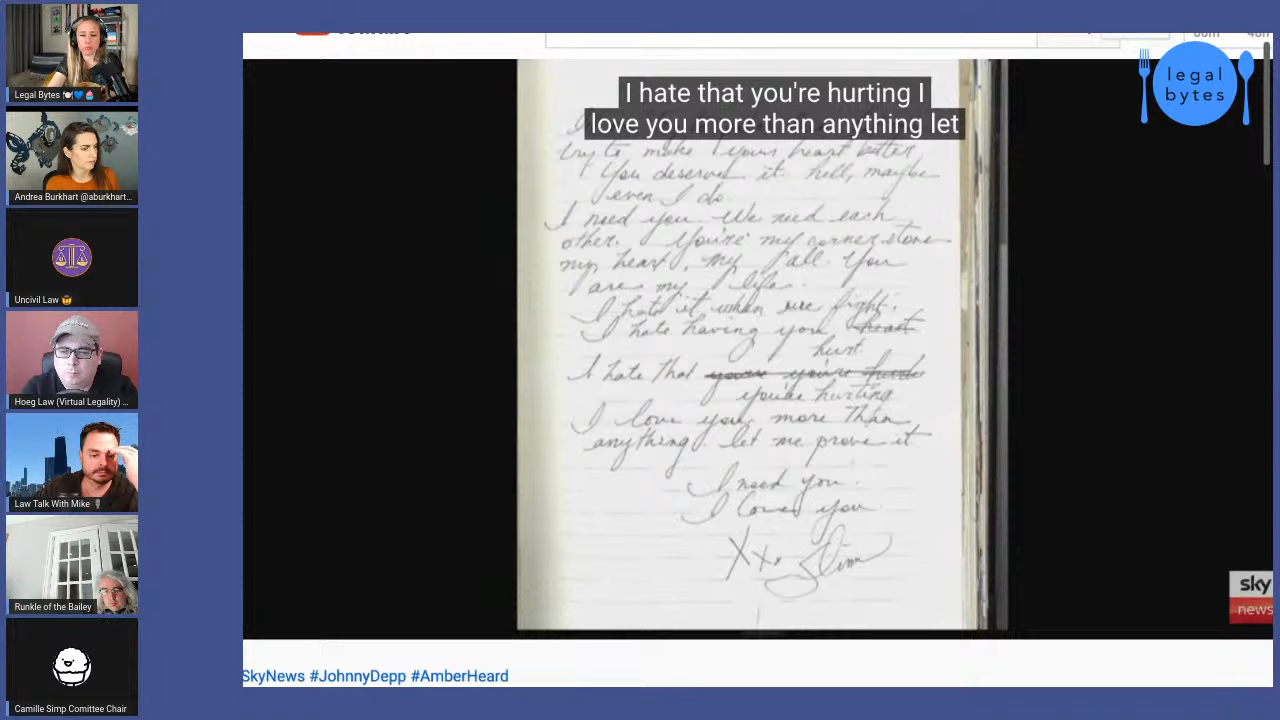 Legal Bytes 🍽💙🧁
Andrea Burkhart @aburkhart...
Uncivil Law 🤠
Hoeg Law (Virtual Legality) ...
Law Talk With Mike 🎙
Runkle of the Bailey
Camille Simp Comittee Chair
legal
bytes
I hate that you're hurting I
love you more than anything let
try to make yours heart better
You deserve it. hell, maybe
even I do
I need you. We need each
other. You're my corner stone
my heart, my all. You
are my life.
I hate it when we fight.
I hate having you heart
hurt.
I hate that
you're hurting
I love you more than
anything let me prove it
I need you.
I love you
XXo Slim
sky
news
SkyNews #JohnnyDepp #AmberHeard